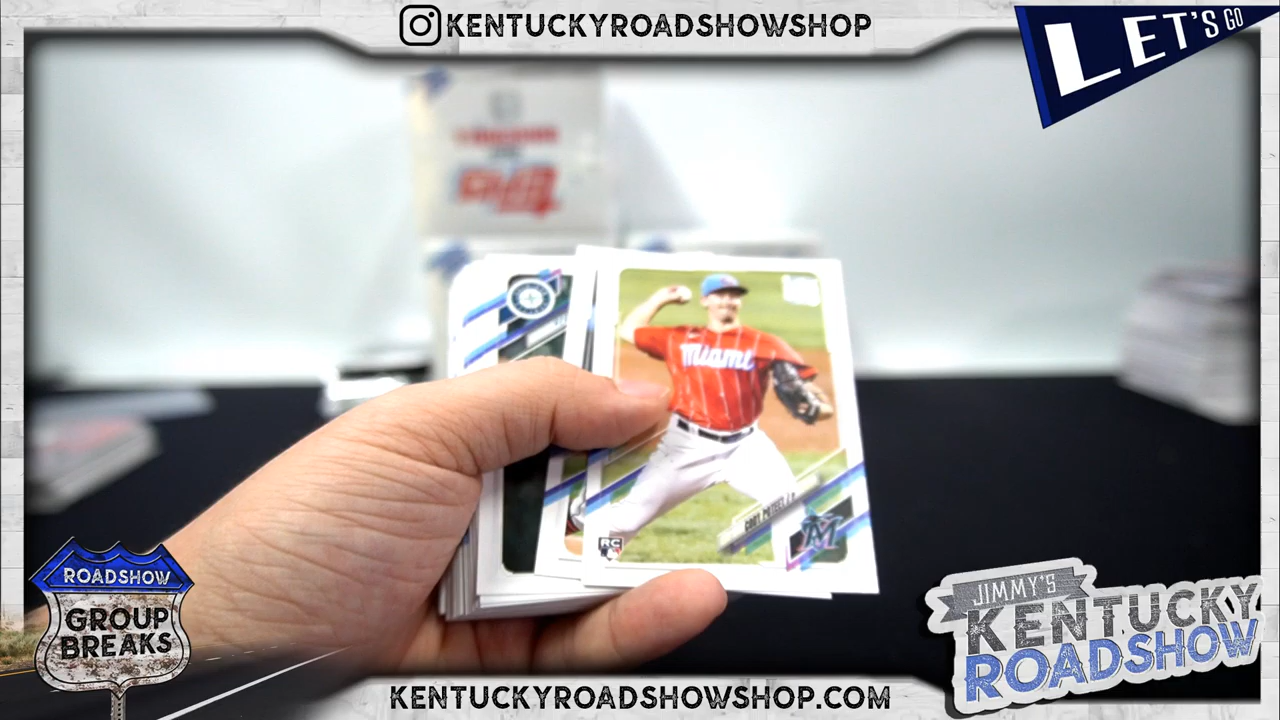 KENTUCKYROADSHOWSHOP
LET'S GO
Miami
RC
M
ROADSHOW
GROUP
BREAKS
JIMMY'S
KENTUCKY
ROADSHOW
KENTUCKYROADSHOWSHOP.COM